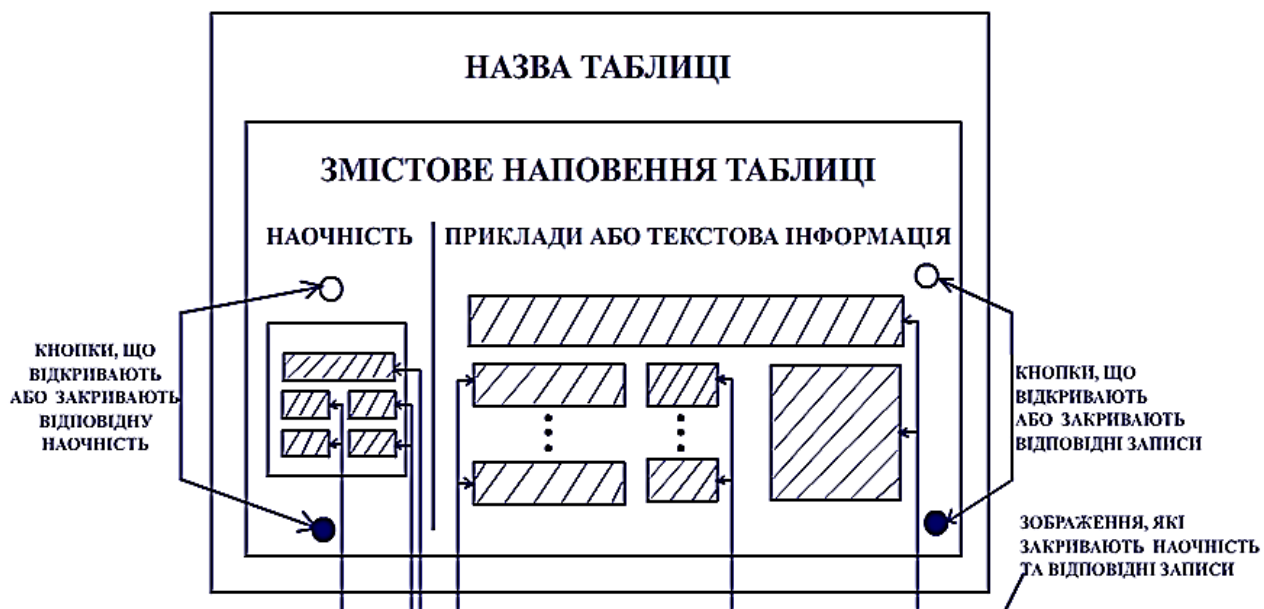 НАЗВА ТАБЛИЦІ
ЗМІСТОВЕ НАПОВЕННЯ ТАБЛИЦІ
НАОЧНІСТЬ
ПРИКЛАДИ АБО ТЕКСТОВА ІНФОРМАЦІЯ
КНОПКИ, ЩО
ВІДКРИВАЮТЬ
АБО ЗАКРИВАЮТЬ
ВІДПОВІДНУ
НАОЧНІСТЬ
КНОПКИ, ЩО
ВІДКРИВАЮТЬ
АБО ЗАКРИВАЮТЬ
ВІДПОВІДНІ ЗАПИСИ
ЗОБРАЖЕННЯ, ЯКІ
ЗАКРИВАЮТЬ НАОЧНІСТЬ
ТА ВІДПОВІДНІ ЗАПИСИ